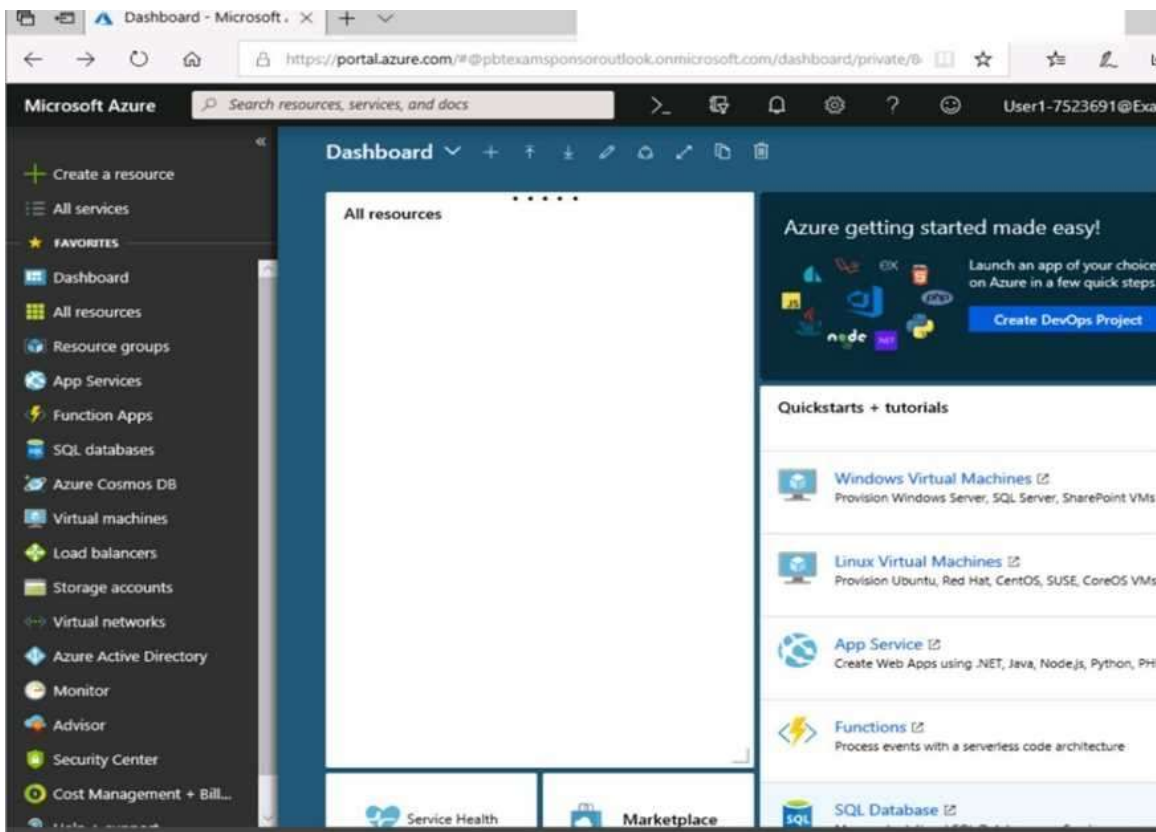 Dashboard - Microsoft.
https://portal.azure.com/#@pbtexamsponsoroutlook.onmicrosoft.com/dashboard/private/8-
Microsoft Azure
Search resources, services, and docs
User1-7523691@Exa
Create a resource
All services
FAVORITES
Dashboard
All resources
Resource groups
App Services
Function Apps
SQL databases
Azure Cosmos DB
Virtual machines
Load balancers
Storage accounts
Virtual networks
Azure Active Directory
Monitor
Advisor
Security Center
Cost Management + Bill...
Dashboard
All resources
Service Health
Marketplace
Azure getting started made easy!
JS
node
.NET
Launch an app of your choice
on Azure in a few quick steps
Create DevOps Project
Quickstarts + tutorials
Windows Virtual Machines
Provision Windows Server, SQL Server, SharePoint VMs
Linux Virtual Machines
Provision Ubuntu, Red Hat, CentOS, SUSE, CoreOS VMs
App Service
Create Web Apps using .NET, Java, Node.js, Python, PH
Functions
Process events with a serverless code architecture
SQL
SQL Database